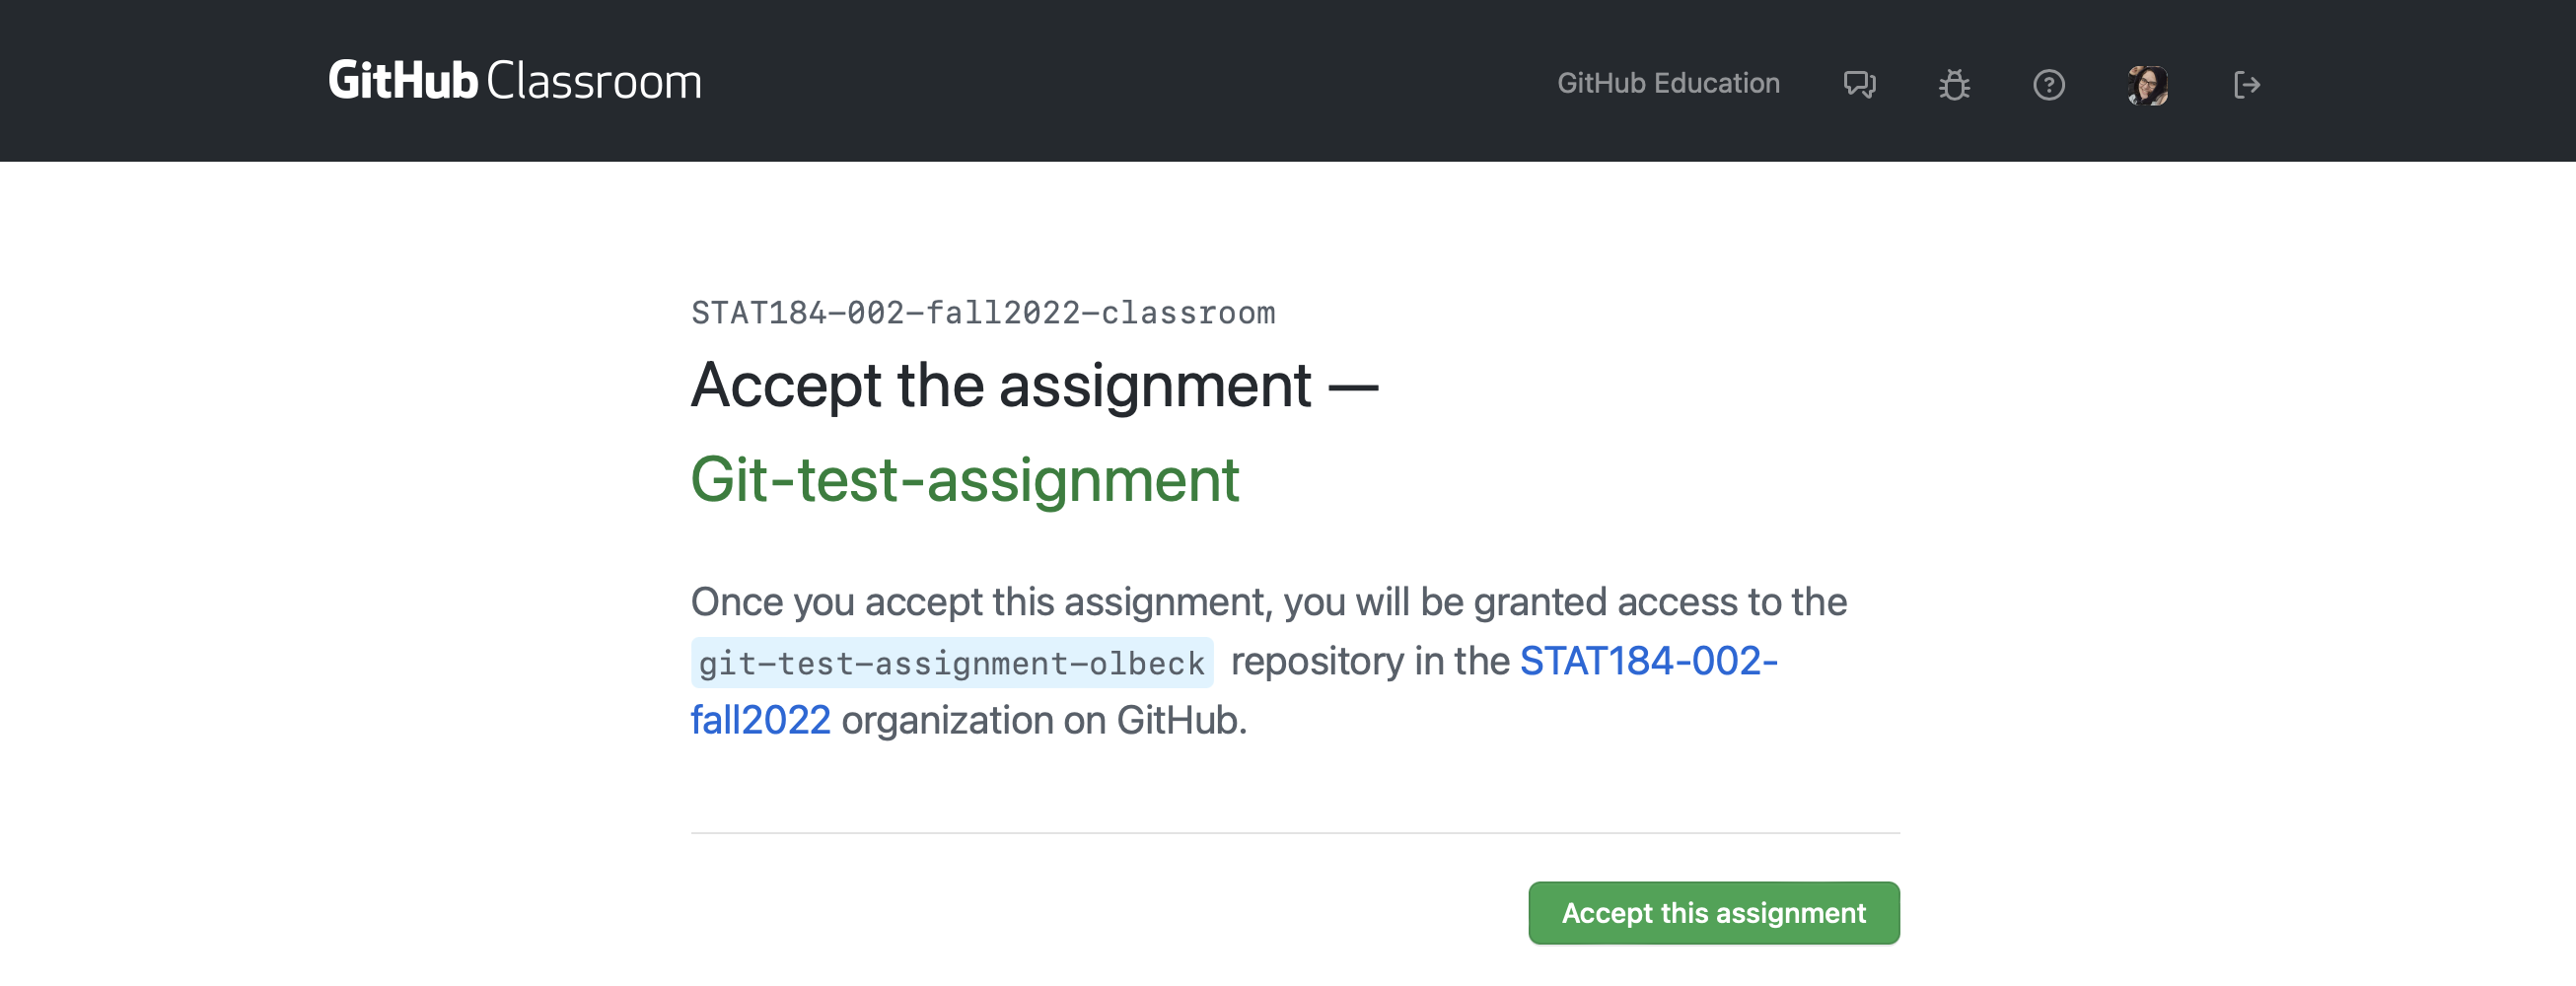 GitHub Classroom
GitHub Education
STAT184-002-fall2022-classroom
Accept the assignment —
Git-test-assignment
Once you accept this assignment, you will be granted access to the
git-test-assignment-olbeck repository in the STAT184-002-
fall2022 organization on GitHub.
Accept this assignment